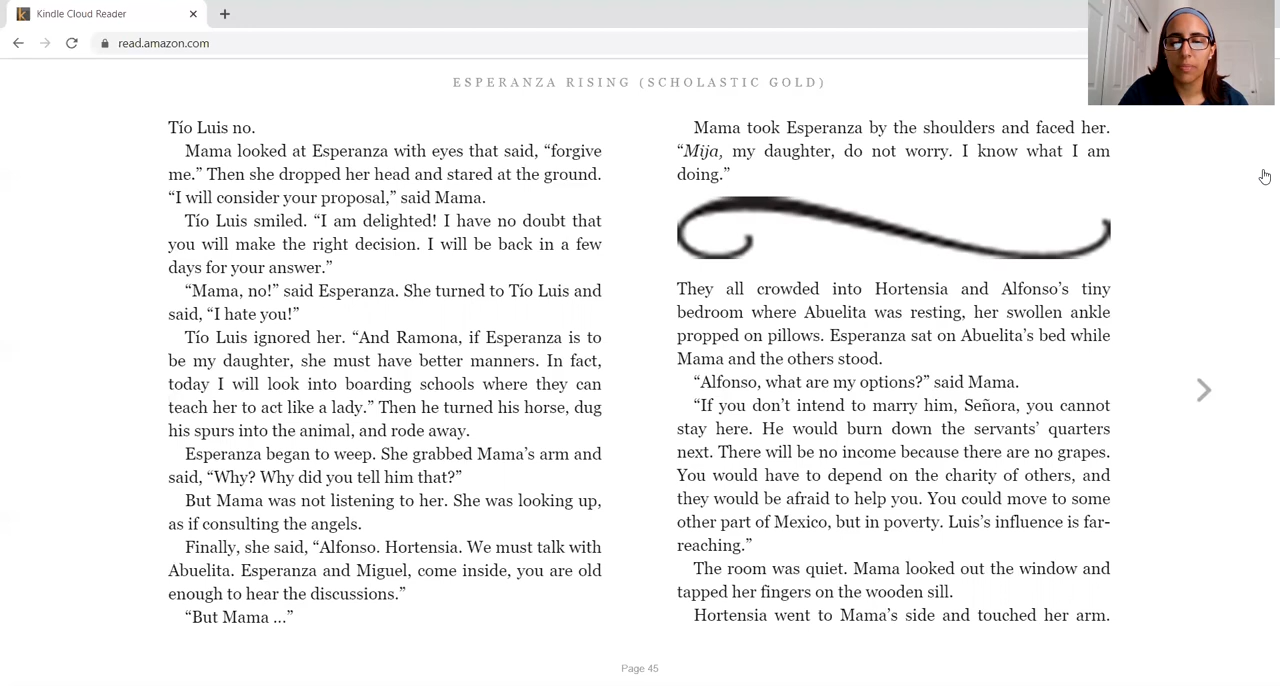 Kindle Cloud Reader
read.amazon.com
ESPERANZA RISING (SCHOLASTIC GOLD)
Tío Luis no.
Mama looked at Esperanza with eyes that said, “forgive
me.” Then she dropped her head and stared at the ground.
“I will consider your proposal,” said Mama.
Tío Luis smiled. “I am delighted! I have no doubt that
you will make the right decision. I will be back in a few
days for your answer.”
“Mama, no!” said Esperanza. She turned to Tío Luis and
said, “I hate you!”
Tío Luis ignored her. “And Ramona, if Esperanza is to
be my daughter, she must have better manners. In fact,
today I will look into boarding schools where they can
teach her to act like a lady.” Then he turned his horse, dug
his spurs into the animal, and rode away.
Esperanza began to weep. She grabbed Mama’s arm and
said, “Why? Why did you tell him that?”
But Mama was not listening to her. She was looking up,
as if consulting the angels.
Finally, she said, “Alfonso. Hortensia. We must talk with
Abuelita. Esperanza and Miguel, come inside, you are old
enough to hear the discussions.”
“But Mama ...”
Mama took Esperanza by the shoulders and faced her.
“Mija, my daughter, do not worry. I know what I am
doing.”
They all crowded into Hortensia and Alfonso’s tiny
bedroom where Abuelita was resting, her swollen ankle
propped on pillows. Esperanza sat on Abuelita’s bed while
Mama and the others stood.
“Alfonso, what are my options?” said Mama.
“If you don’t intend to marry him, Señora, you cannot
stay here. He would burn down the servants’ quarters
next. There will be no income because there are no grapes.
You would have to depend on the charity of others, and
they would be afraid to help you. You could move to some
other part of Mexico, but in poverty. Luis’s influence is far-
reaching.”
The room was quiet. Mama looked out the window and
tapped her fingers on the wooden sill.
Hortensia went to Mama’s side and touched her arm.
Page 45